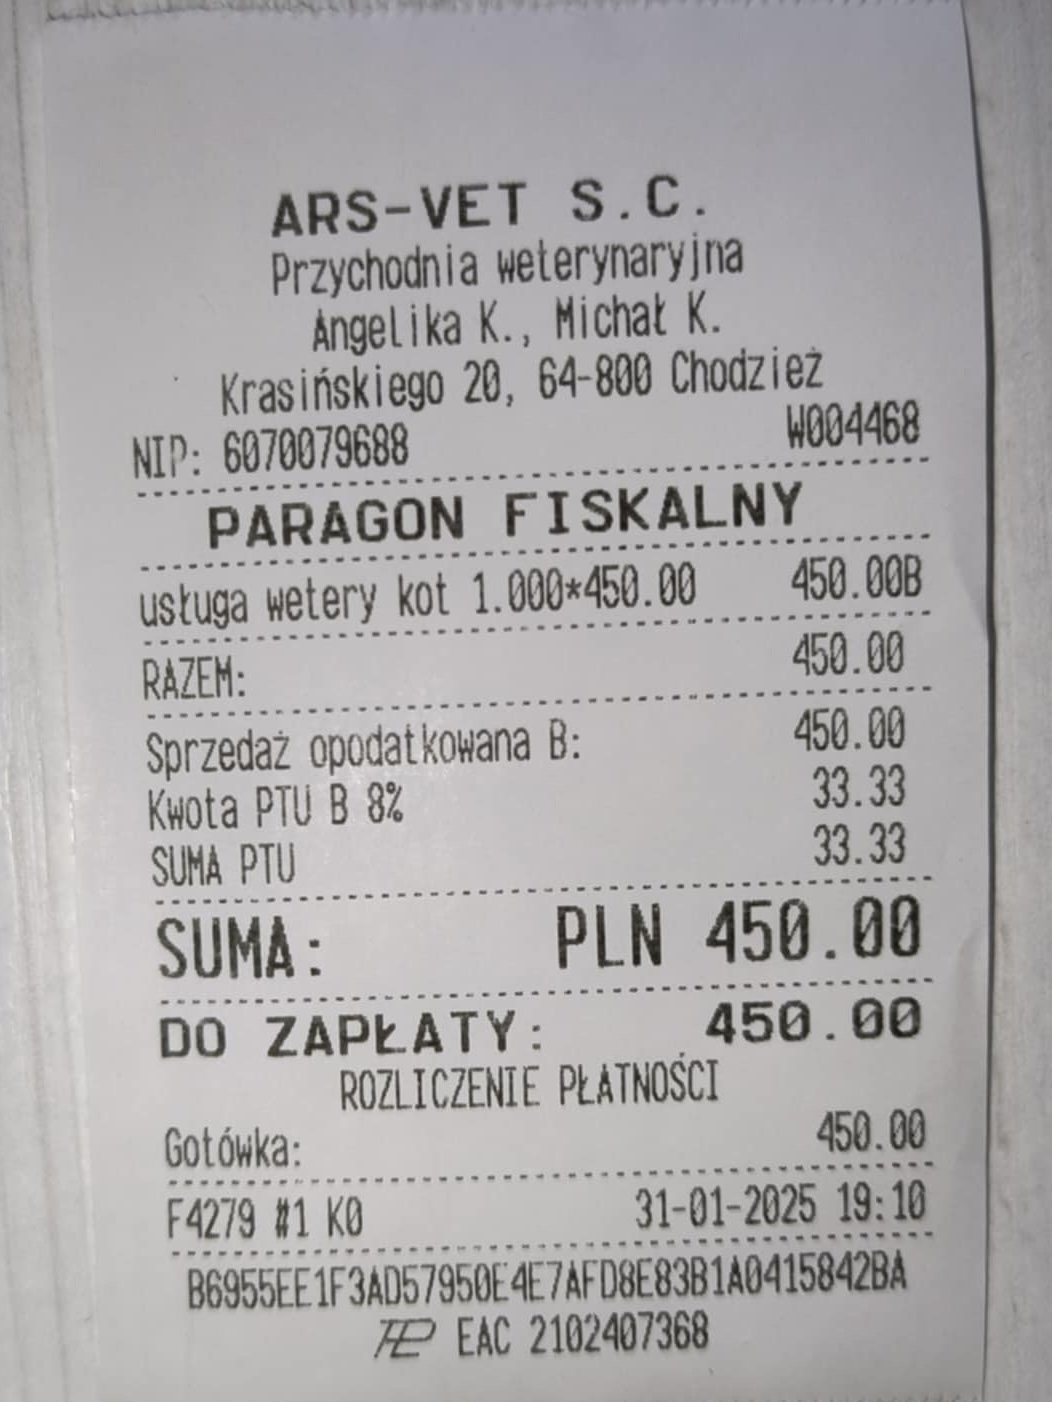 ARS-VET S.C.
Przychodnia weterynaryjna
Angelika K., Michał K.
Krasińskiego 20, 64-800 Chodzież
NIP: 6070079688 W004468
PARAGON FISKALNY
usługa wetery kot 1.000*450.00 450.00B
RAZEM: 450.00
Sprzedaż opodatkowana B: 450.00
Kwota PTU B 8% 33.33
SUMA PTU 33.33
SUMA: PLN 450.00
DO ZAPŁATY: 450.00
ROZLICZENIE PŁATNOŚCI
Gotówka: 450.00
F4279 #1 K0 31-01-2025 19:10
B6955EE1F3AD57950E4E7AFD8E83B1A0415842BA
EAC 2102407368